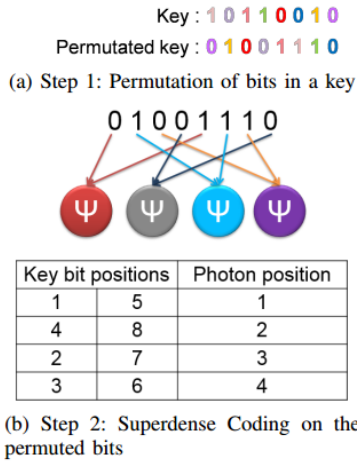 Key : 1 0 1 1 0 0 1 0
Permutated key : 0 1 0 0 1 1 1 0
(a) Step 1: Permutation of bits in a key
0 1 0 0 1 1 1 0
Ψ Ψ Ψ Ψ
Key bit positions Photon position
1 5 1
4 8 2
2 7 3
3 6 4
(b) Step 2: Superdense Coding on the
permuted bits